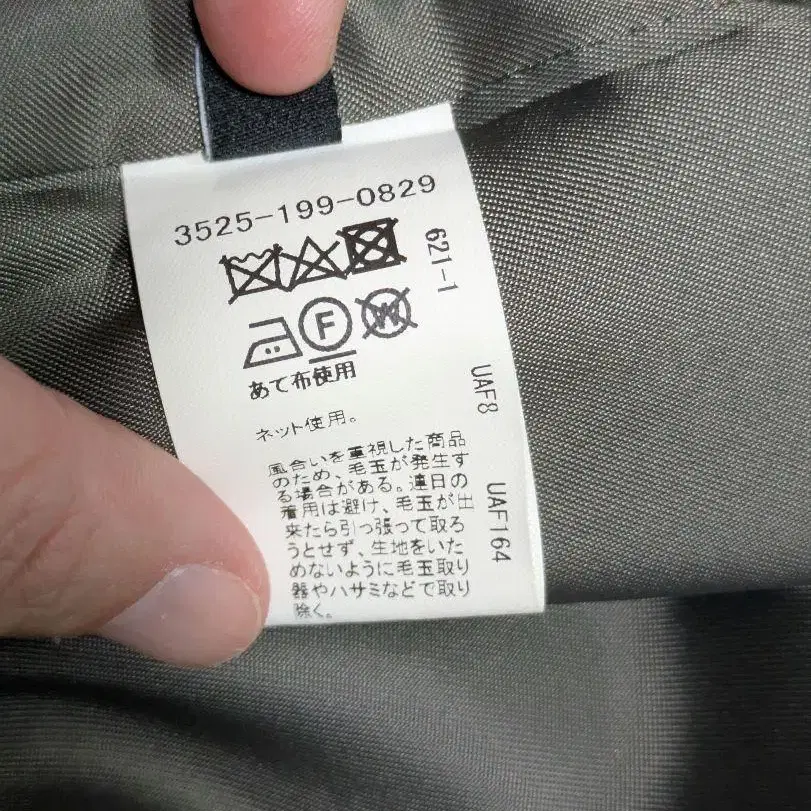 3525-199-0829
621-1
F W
あて布使用
UAF8
ネット使用。
UAF164
風合いを重視した商品
のため、毛玉が発生す
る場合がある。連日の
着用は避け、毛玉が出
来たら引っ張って取ろ
うとせず、生地をいた
めないように毛玉取り
器やハサミなどで取り
除く。